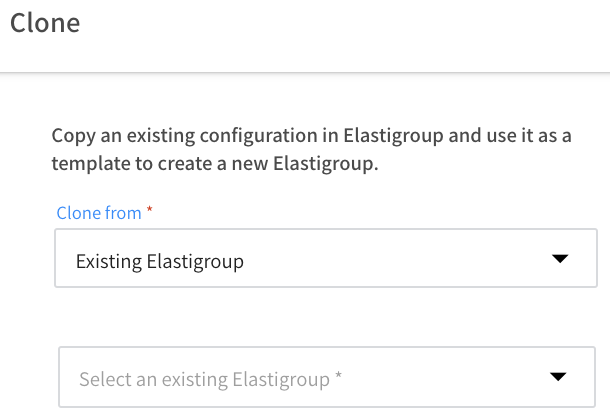 Clone
Copy an existing configuration in Elastigroup and use it as a
template to create a new Elastigroup.
Clone from *
Existing Elastigroup
Select an existing Elastigroup *